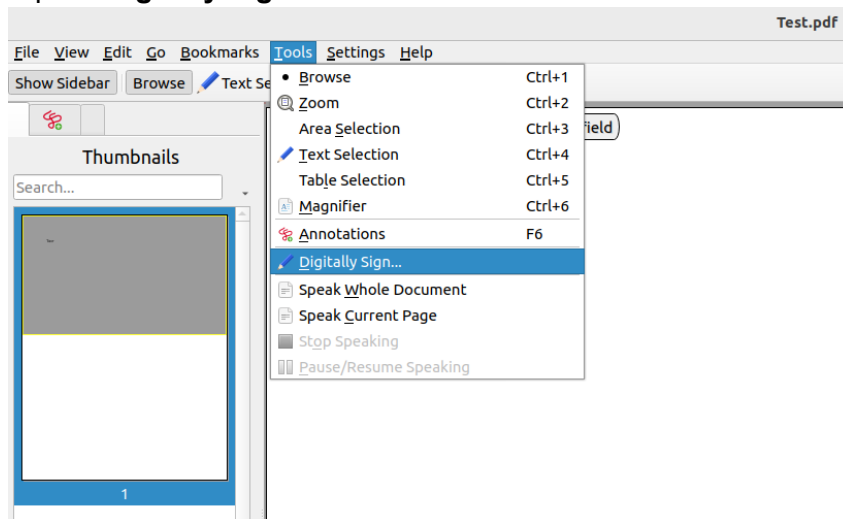 Test.pdf
File View Edit Go Bookmarks Tools Settings Help
Show Sidebar Browse Text Se
• Browse Ctrl+1
Zoom Ctrl+2
Area Selection Ctrl+3
ield)
Thumbnails
Text Selection Ctrl+4
Table Selection Ctrl+5
Search...
Magnifier Ctrl+6
Annotations F6
Digitally Sign...
Speak Whole Document
Speak Current Page
Stop Speaking
Pause/Resume Speaking
1